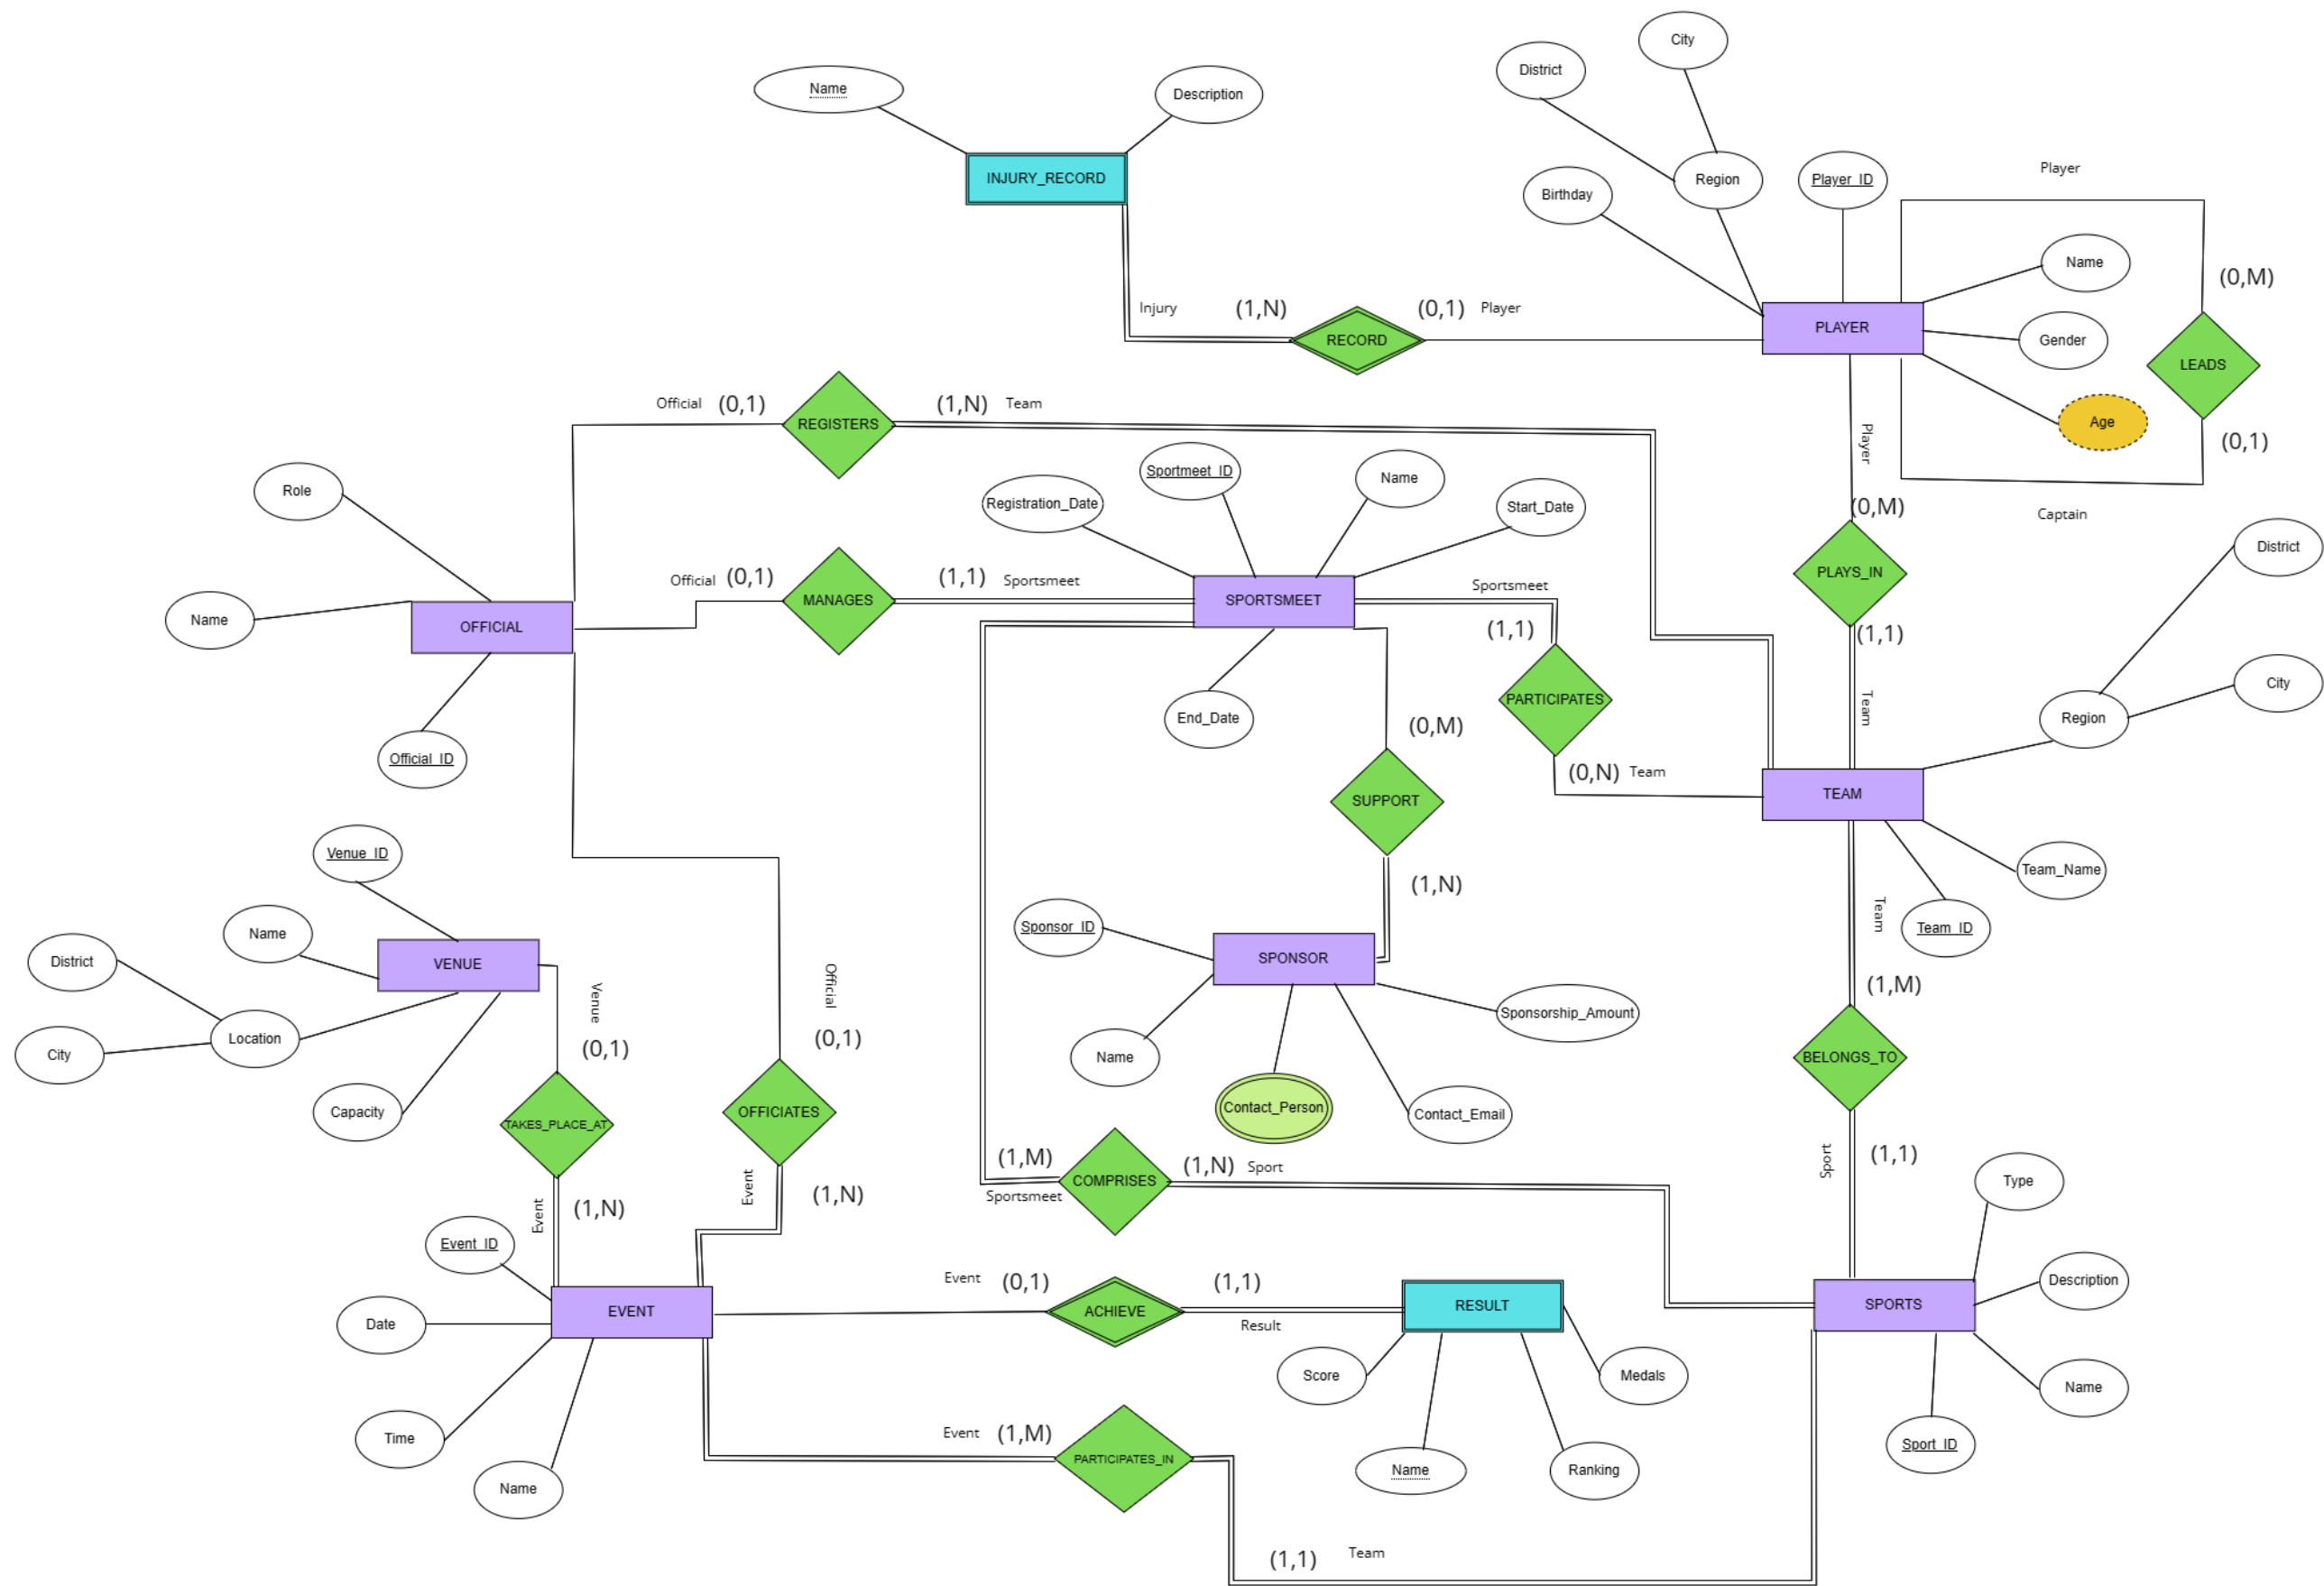 City
District
Name
Description
INJURY_RECORD
Region
Player_ID
Player
Birthday
Name
(0,M)
Injury
(1,N)
RECORD
(0,1)
Player
PLAYER
Gender
LEADS
Age
(0,1)
Captain
Official
(0,1)
REGISTERS
(1,N)
Team
Player
(0,M)
PLAYS_IN
(1,1)
Team
Role
Name
OFFICIAL
Official_ID
Official
(0,1)
MANAGES
(1,1)
Sportsmeet
Registration_Date
Sportmeet_ID
Name
Start_Date
SPORTSMEET
End_Date
Sportsmeet
(1,1)
PARTICIPATES
(0,N)
Team
(0,M)
SUPPORT
(1,N)
District
City
Region
TEAM
Team_Name
Team_ID
Team
(1,M)
BELONGS_TO
Sport
(1,1)
Venue_ID
Name
District
VENUE
City
Location
Capacity
Venue
(0,1)
TAKES_PLACE_AT
Event
(1,N)
Official
(0,1)
OFFICIATES
Event
(1,N)
Sponsor_ID
SPONSOR
Name
Contact_Person
Sponsorship_Amount
Contact_Email
(1,M)
Sportsmeet
COMPRISES
(1,N)
Sport
Type
Description
SPORTS
Name
Sport_ID
Event_ID
Date
EVENT
Time
Name
Event
(0,1)
ACHIEVE
(1,1)
Result
RESULT
Score
Medals
Name
Ranking
Event
(1,M)
PARTICIPATES_IN
(1,1)
Team